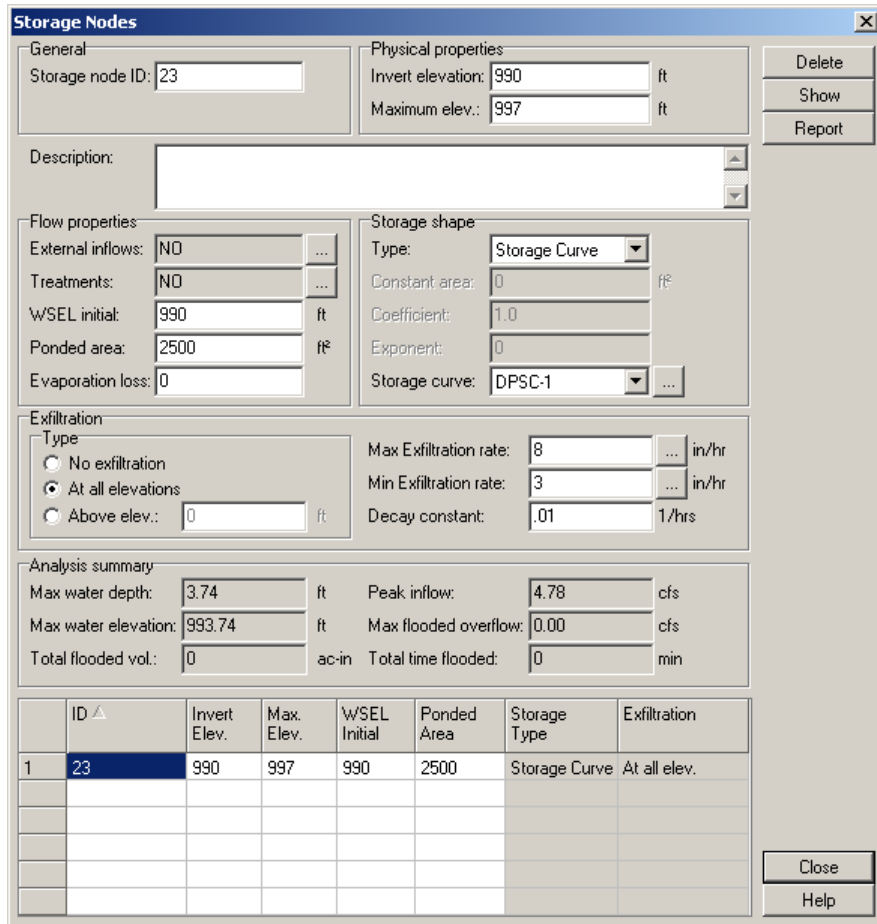 Storage Nodes
General
Storage node ID: 23
Physical properties
Invert elevation: 990 ft
Maximum elev.: 997 ft
Delete
Show
Report
Description:
Flow properties
External inflows: NO ...
Treatments: NO ...
WSEL initial: 990 ft
Ponded area: 2500 ft²
Evaporation loss: 0
Storage shape
Type: Storage Curve
Constant area: 0 ft²
Coefficient: 1.0
Exponent: 0
Storage curve: DPSC-1 ...
Exfiltration
Type
No exfiltration
At all elevations
Above elev.: 0 ft
Max Exfiltration rate: 8 ... in/hr
Min Exfiltration rate: 3 ... in/hr
Decay constant: .01 1/hrs
Analysis summary
Max water depth: 3.74 ft Peak inflow: 4.78 cfs
Max water elevation: 993.74 ft Max flooded overflow: 0.00 cfs
Total flooded vol.: 0 ac-in Total time flooded: 0 min
ID Invert Elev. Max. Elev. WSEL Initial Ponded Area Storage Type Exfiltration
1 23 990 997 990 2500 Storage Curve At all elev.
Close
Help